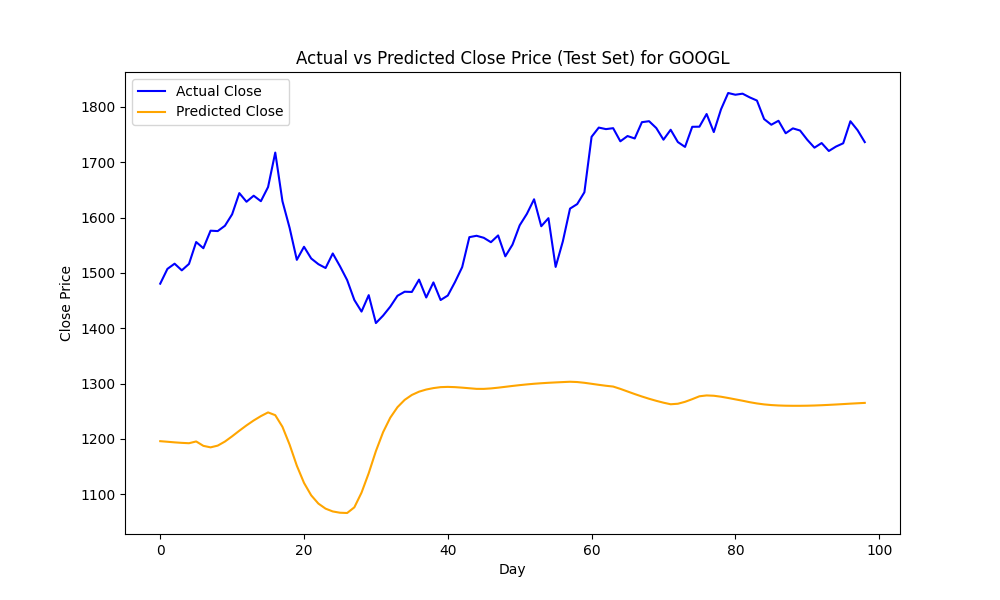 Actual vs Predicted Close Price (Test Set) for GOOGL
Actual Close
Predicted Close
Close Price
1800
1700
1600
1500
1400
1300
1200
1100
0 20 40 60 80 100
Day